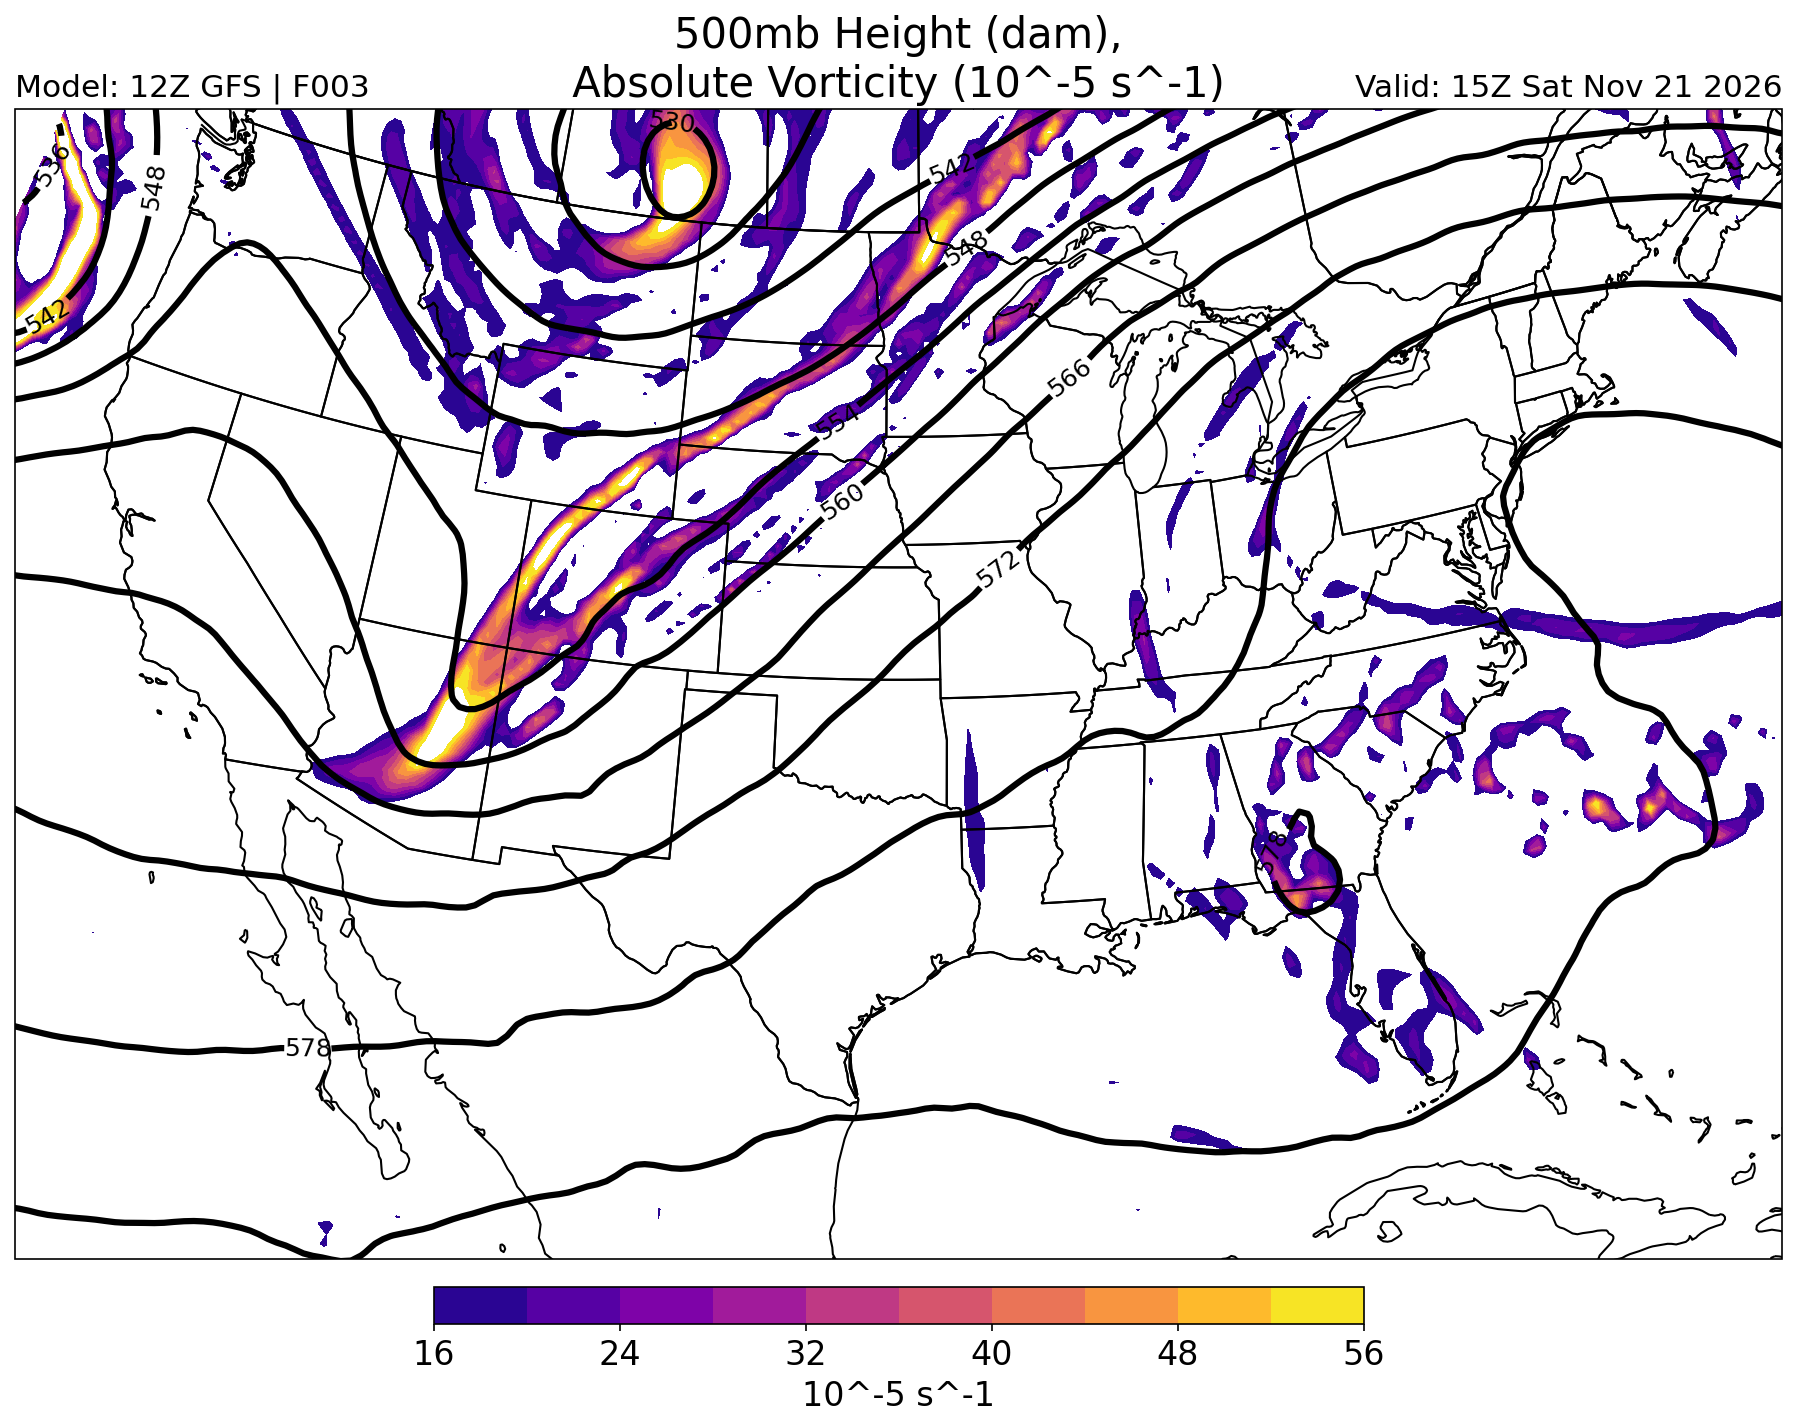 500mb Height (dam),
Absolute Vorticity (10^-5 s^-1)
Model: 12Z GFS | F003
Valid: 15Z Sat Nov 21 2026
530
536
548
542
542
548
566
554
560
572
578
578
16 24 32 40 48 56
10^-5 s^-1